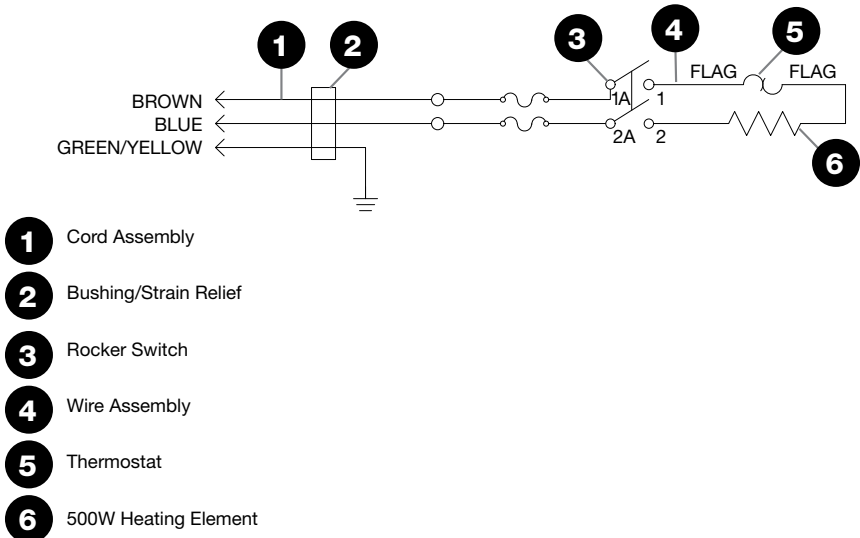 1
2
3
4
5
FLAG
FLAG
BROWN
1A
1
BLUE
2A
2
GREEN/YELLOW
6
1 Cord Assembly
2 Bushing/Strain Relief
3 Rocker Switch
4 Wire Assembly
5 Thermostat
6 500W Heating Element